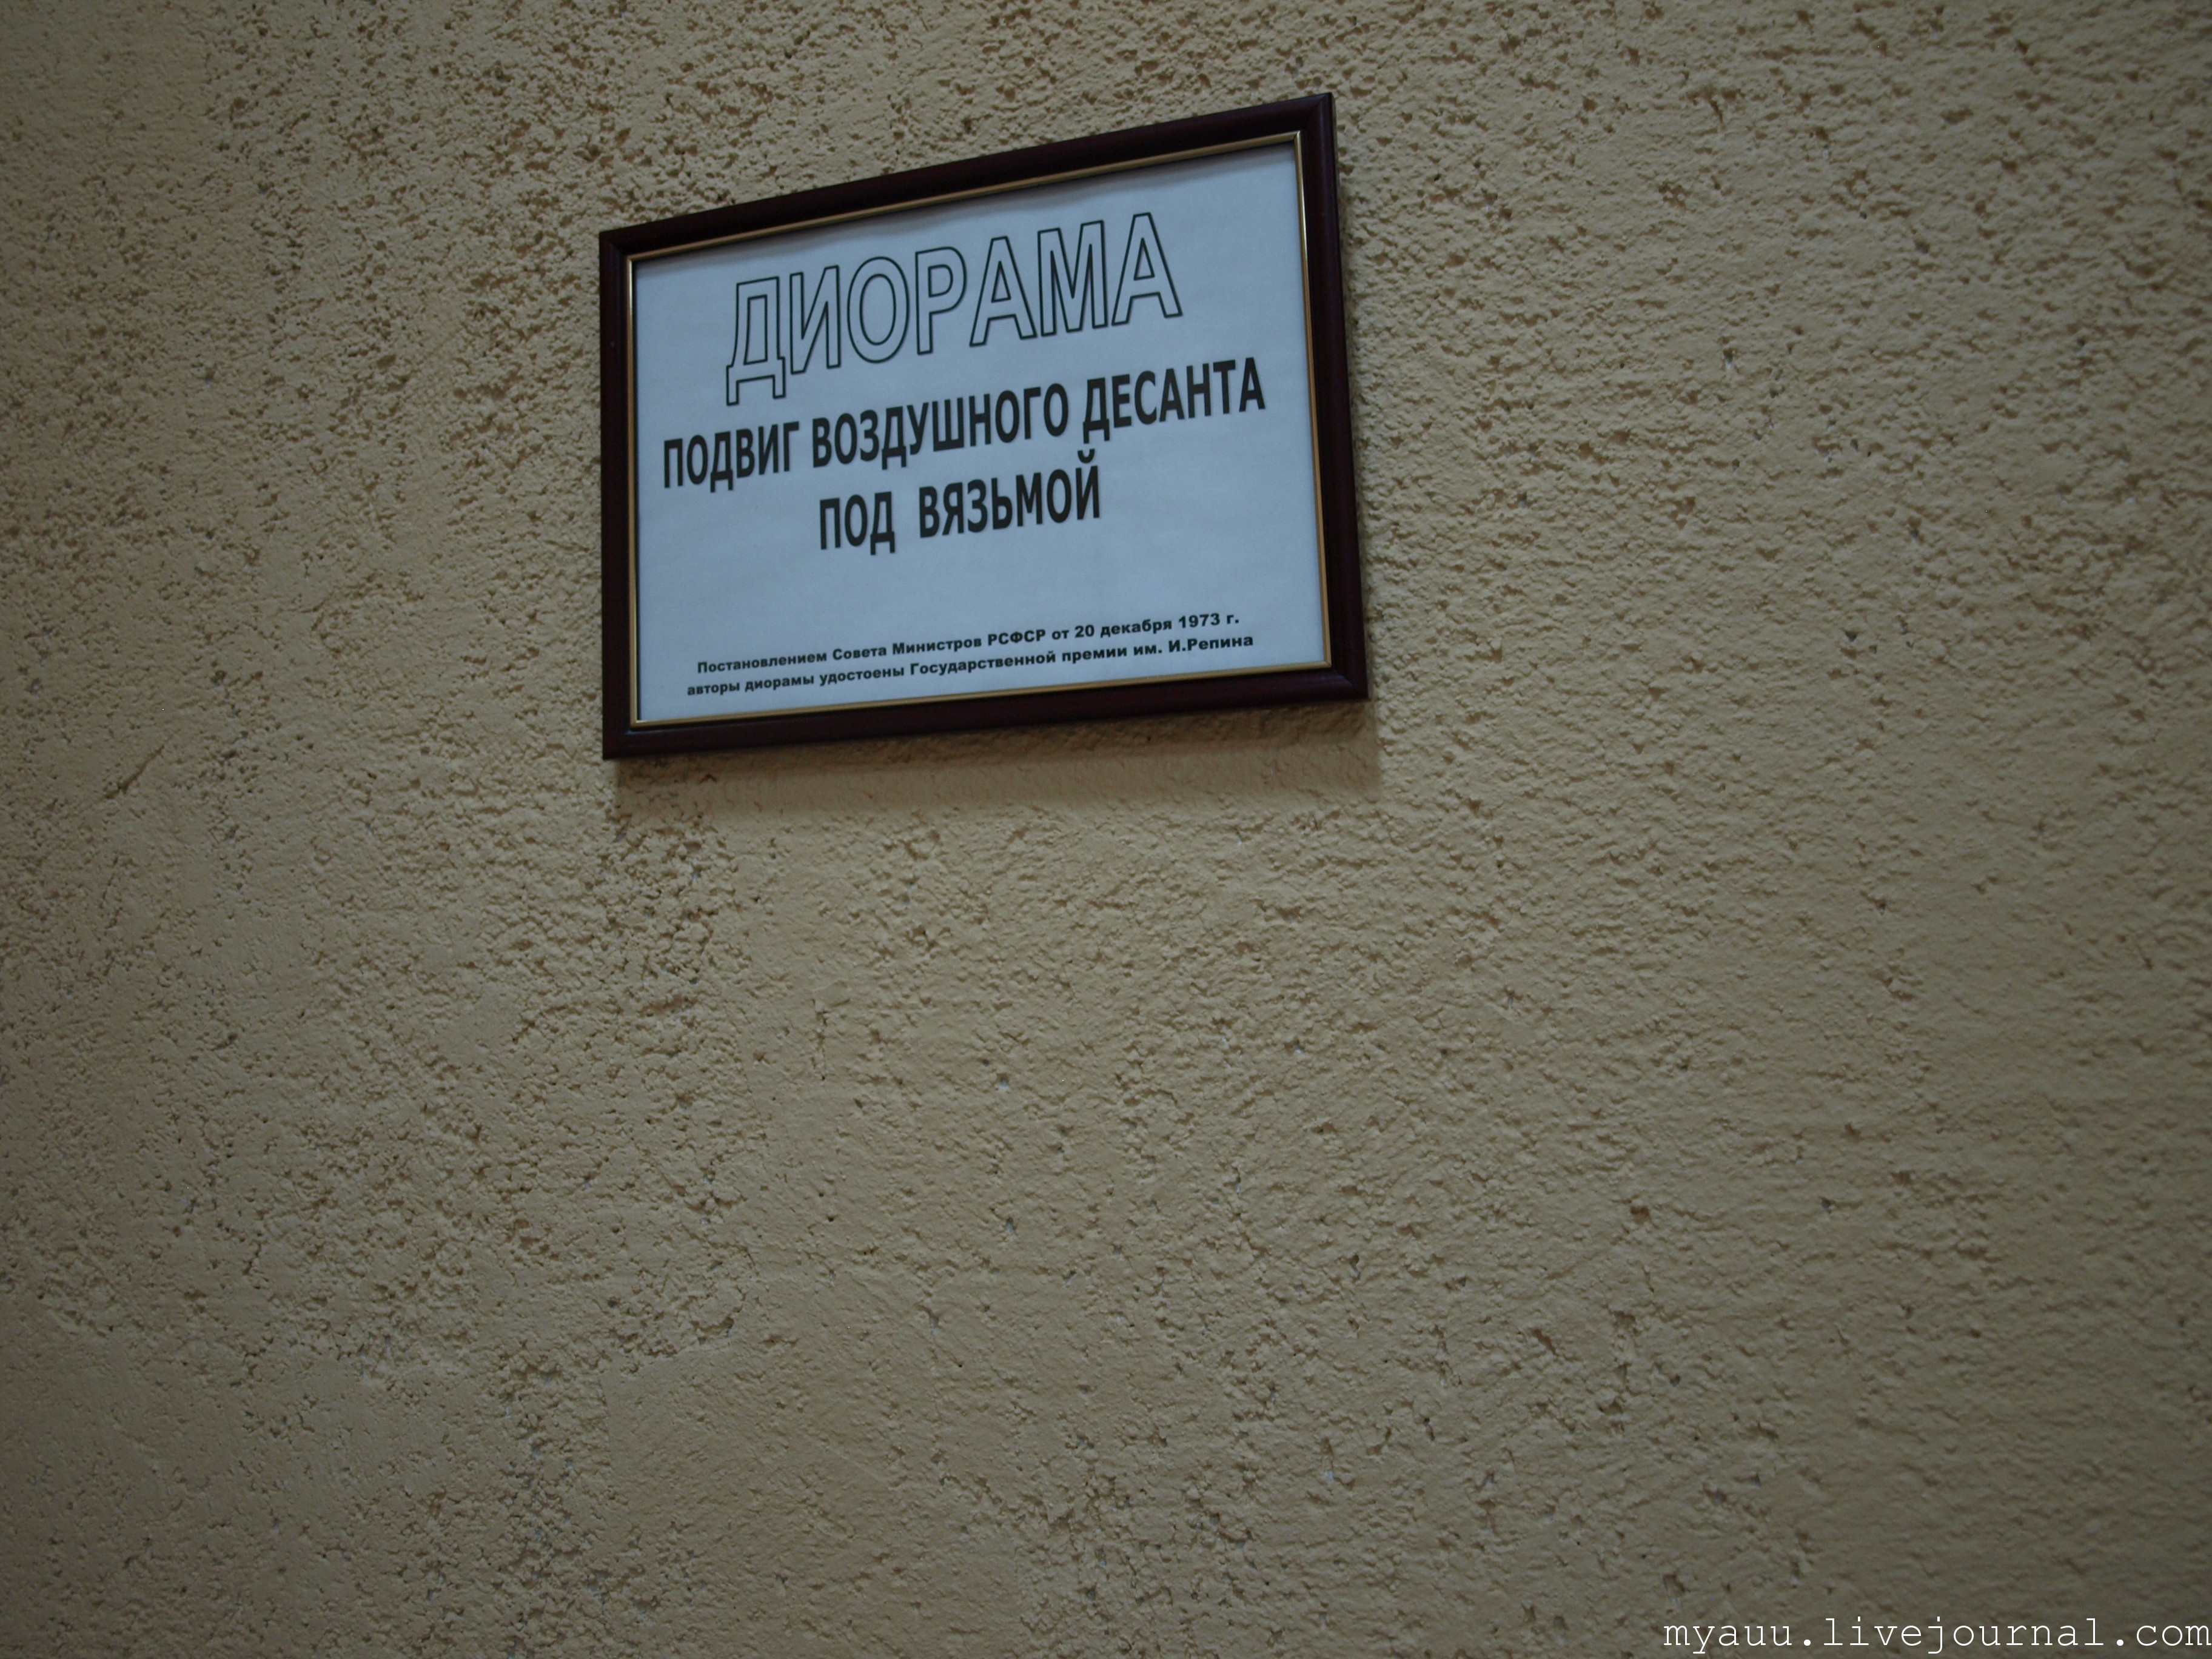 ДИОРАМА
ПОДВИГ ВОЗДУШНОГО ДЕСАНТА
ПОД ВЯЗЬМОЙ
Постановлением Совета Министров РСФСР от 20 декабря 1973 г.
авторы диорамы удостоены Государственной премии им. И.Репина
myauu.livejournal.com